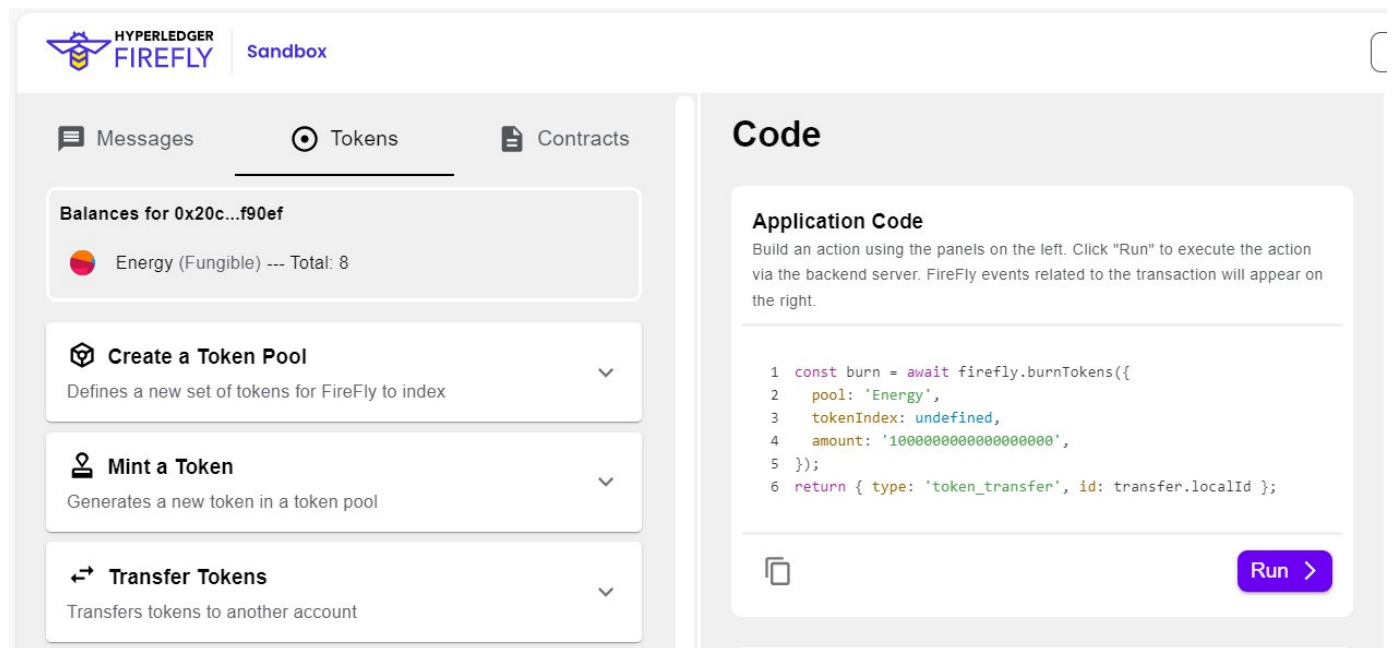 HYPERLEDGER
FIREFLY
Sandbox
Messages
Tokens
Contracts
Balances for 0x20c...f90ef
Energy (Fungible) --- Total: 8
Create a Token Pool
Defines a new set of tokens for FireFly to index
Mint a Token
Generates a new token in a token pool
Transfer Tokens
Transfers tokens to another account
Code
Application Code
Build an action using the panels on the left. Click "Run" to execute the action
via the backend server. FireFly events related to the transaction will appear on
the right.
1 const burn = await firefly.burnTokens({
2 pool: 'Energy',
3 tokenIndex: undefined,
4 amount: '1000000000000000000',
5 });
6 return { type: 'token_transfer', id: transfer.localId };
Run